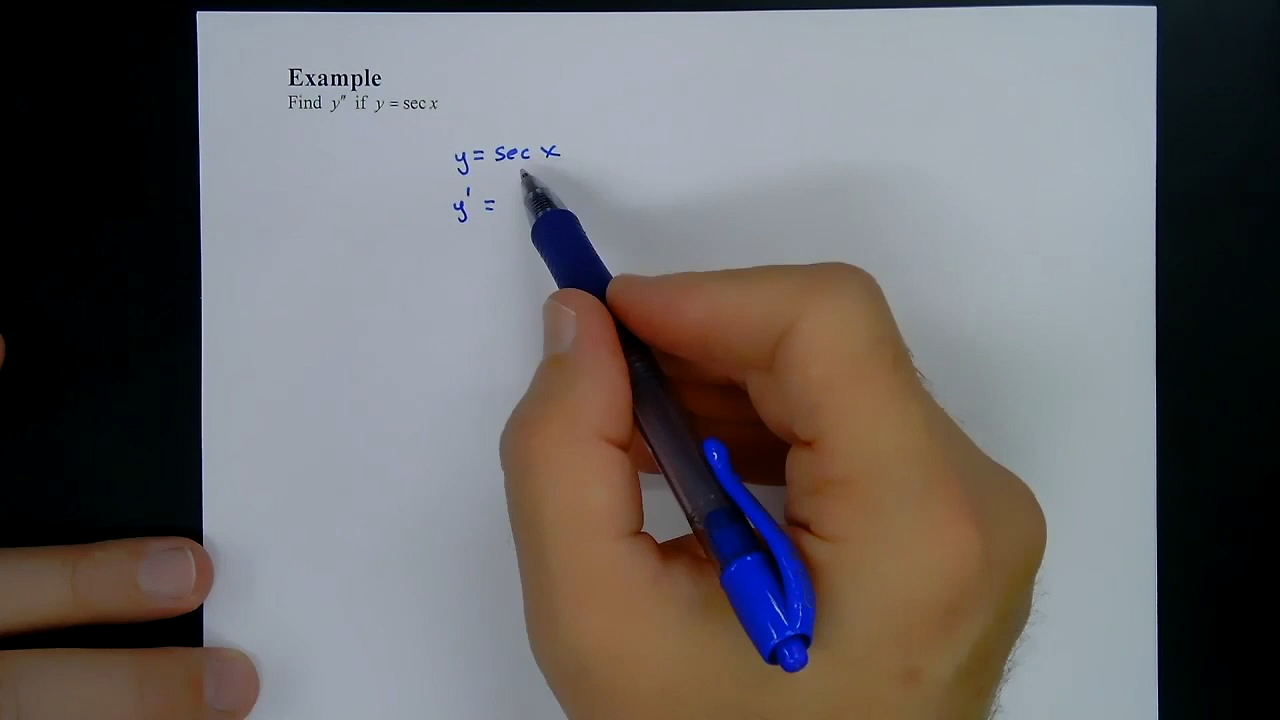 Example
Find y″ if y = sec x
y = sec x
y' =